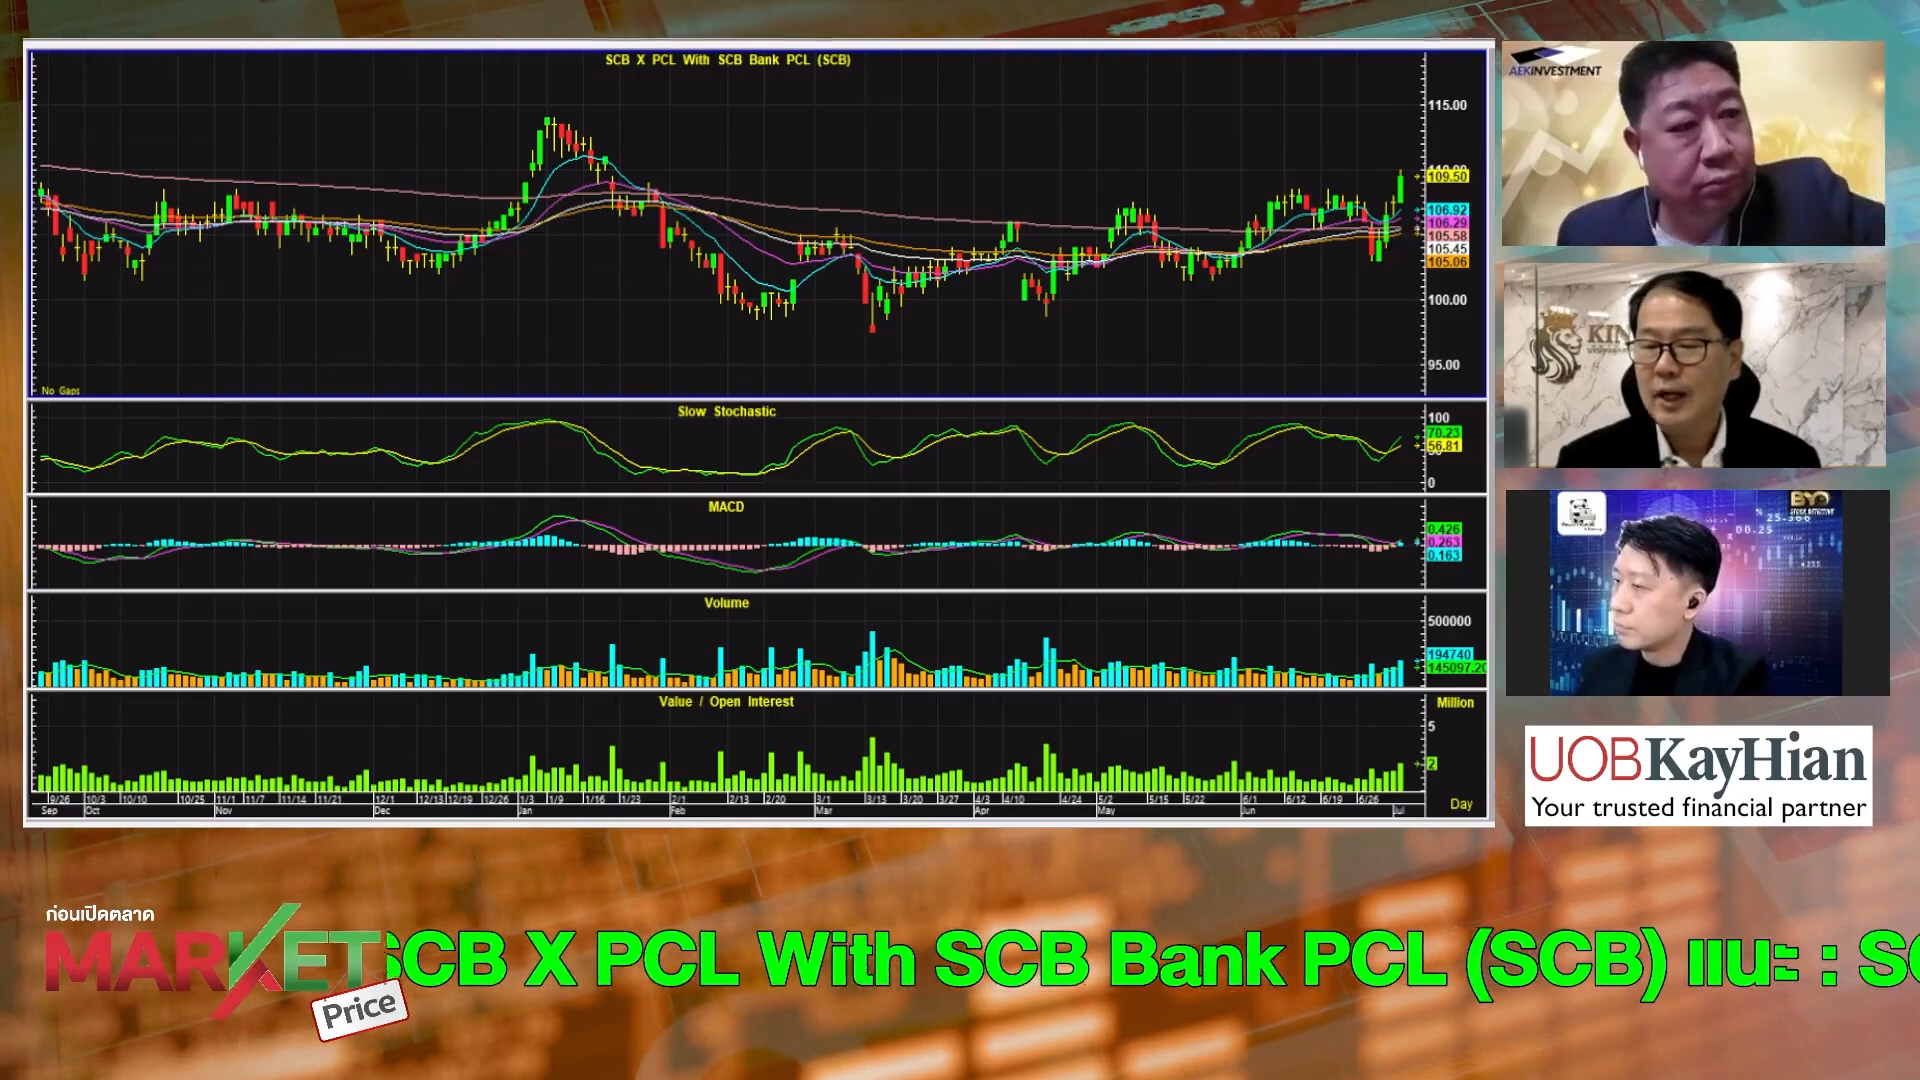 SCB X PCL With SCB Bank PCL (SCB)
115.00
110.00
109.50
106.92
106.29
105.58
105.45
105.06
100.00
95.00
No Gaps
Slow Stochastic
100
70.23
56.81
0
MACD
0.426
0.263
0.163
Volume
500000
194740
145097.20
Value / Open Interest
Million
5
2
9/26 10/3 10/10 10/25 11/1 11/7 11/14 11/21 12/1 12/13 12/19 12/26 1/3 1/9 1/16 1/23 2/1 2/13 2/20 3/1 3/13 3/20 3/27 4/3 4/10 4/24 5/2 5/15 5/22 6/1 6/12 6/19 6/26
Sep Oct Nov Dec Jan Feb Mar Apr May Jun Jul
Day
AEKINVESTMENT
KIN
BYD
STOCK DETECTIVE
UOBKayHian
Your trusted financial partner
ก่อนเปิดตลาด
MARKET
Price
SCB X PCL With SCB Bank PCL (SCB) แนะ : S